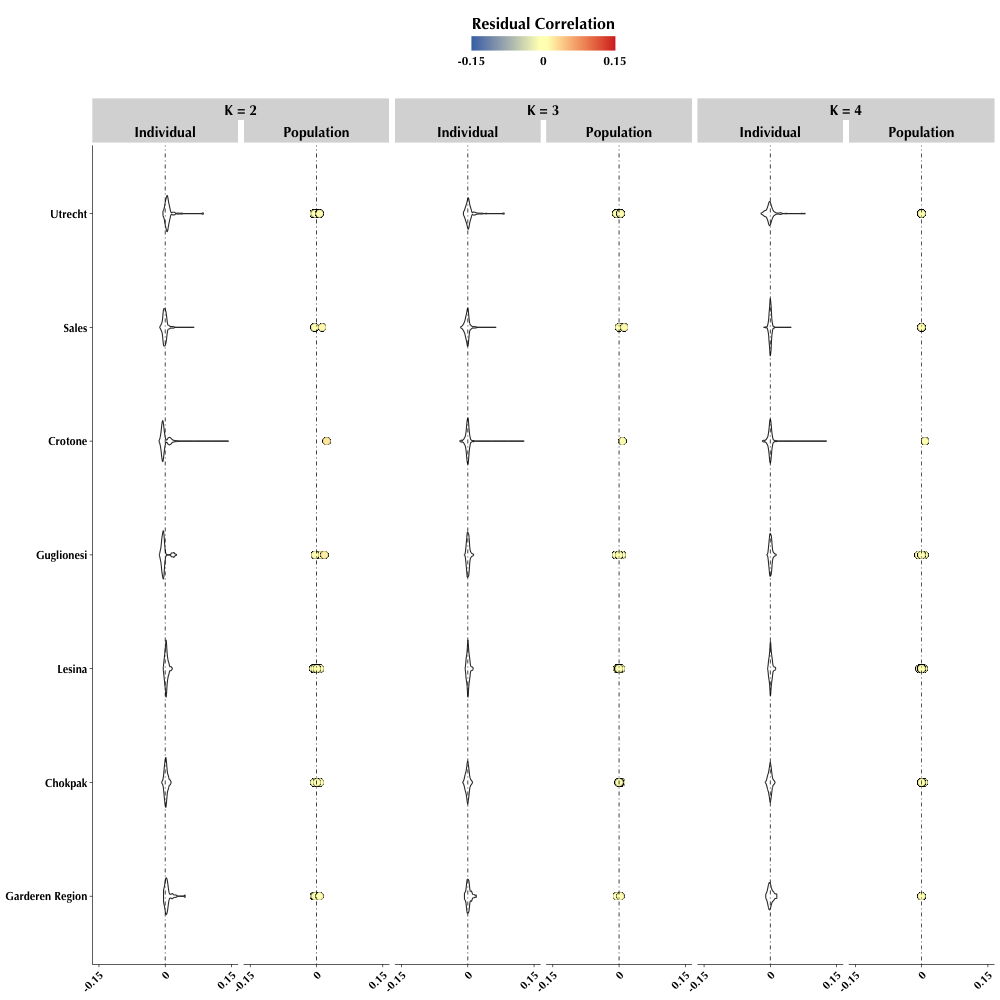 Residual Correlation
-0.15 0 0.15
K = 2 K = 3 K = 4
Individual Population Individual Population Individual Population
Utrecht
Sales
Crotone
Guglionesi
Lesina
Chokpak
Garderen Region
-0.15 0 0.15 -0.15 0 0.15 -0.15 0 0.15 -0.15 0 0.15 -0.15 0 0.15 -0.15 0 0.15